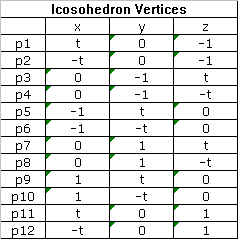 Icosohedron Vertices
x y z
p1 t 0 -1
p2 -t 0 -1
p3 0 -1 t
p4 0 -1 -t
p5 -1 t 0
p6 -1 -t 0
p7 0 1 t
p8 0 1 -t
p9 1 t 0
p10 1 -t 0
p11 t 0 1
p12 -t 0 1